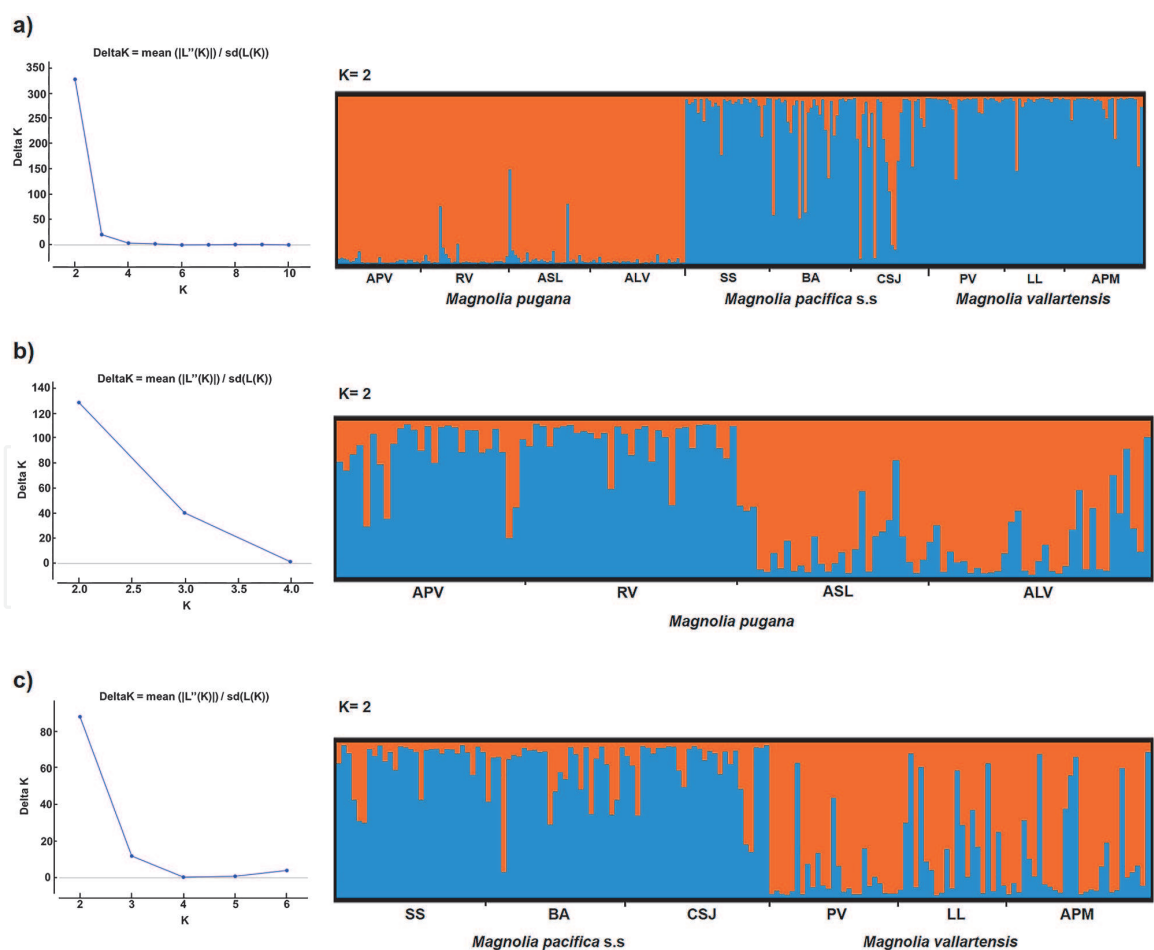 a)
DeltaK = mean (|L''(K)|) / sd(L(K))
350
300
250
200
150
100
50
0
Delta K
2 4 6 8 10
K
K= 2
APV RV ASL ALV SS BA CSJ PV LL APM
Magnolia pugana Magnolia pacifica s.s Magnolia vallartensis
b)
DeltaK = mean (|L''(K)|) / sd(L(K))
140
120
100
80
60
40
20
0
Delta K
2.0 2.5 3.0 3.5 4.0
K
K= 2
APV RV ASL ALV
Magnolia pugana
c)
DeltaK = mean (|L''(K)|) / sd(L(K))
80
60
40
20
0
Delta K
2 3 4 5 6
K
K= 2
SS BA CSJ PV LL APM
Magnolia pacifica s.s Magnolia vallartensis